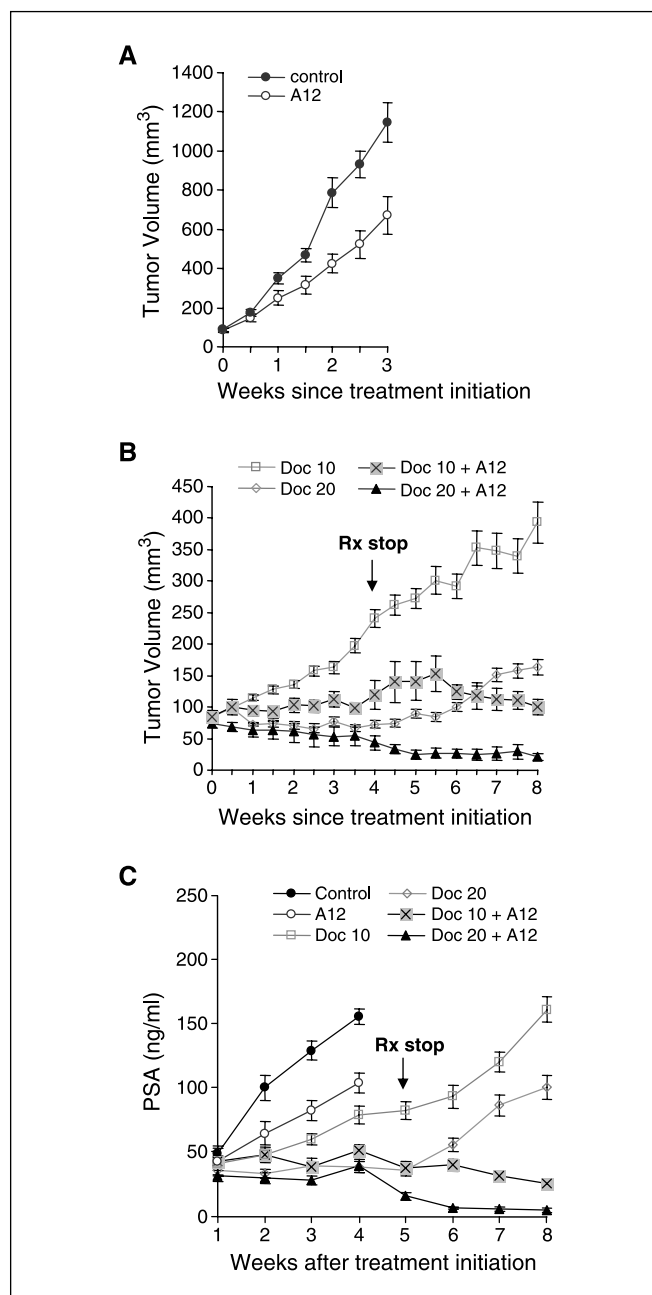 A
control
A12
1400
1200
1000
800
600
400
200
0
Tumor Volume (mm3)
0 1 2 3
Weeks since treatment initiation
B
Doc 10 Doc 10 + A12
Doc 20 Doc 20 + A12
450
400
350
300
250
200
150
100
50
0
Tumor Volume (mm3)
Rx stop
0 1 2 3 4 5 6 7 8
Weeks since treatment initiation
C
Control Doc 20
A12 Doc 10 + A12
Doc 10 Doc 20 + A12
250
200
150
100
50
0
PSA (ng/ml)
Rx stop
1 2 3 4 5 6 7 8
Weeks after treatment initiation